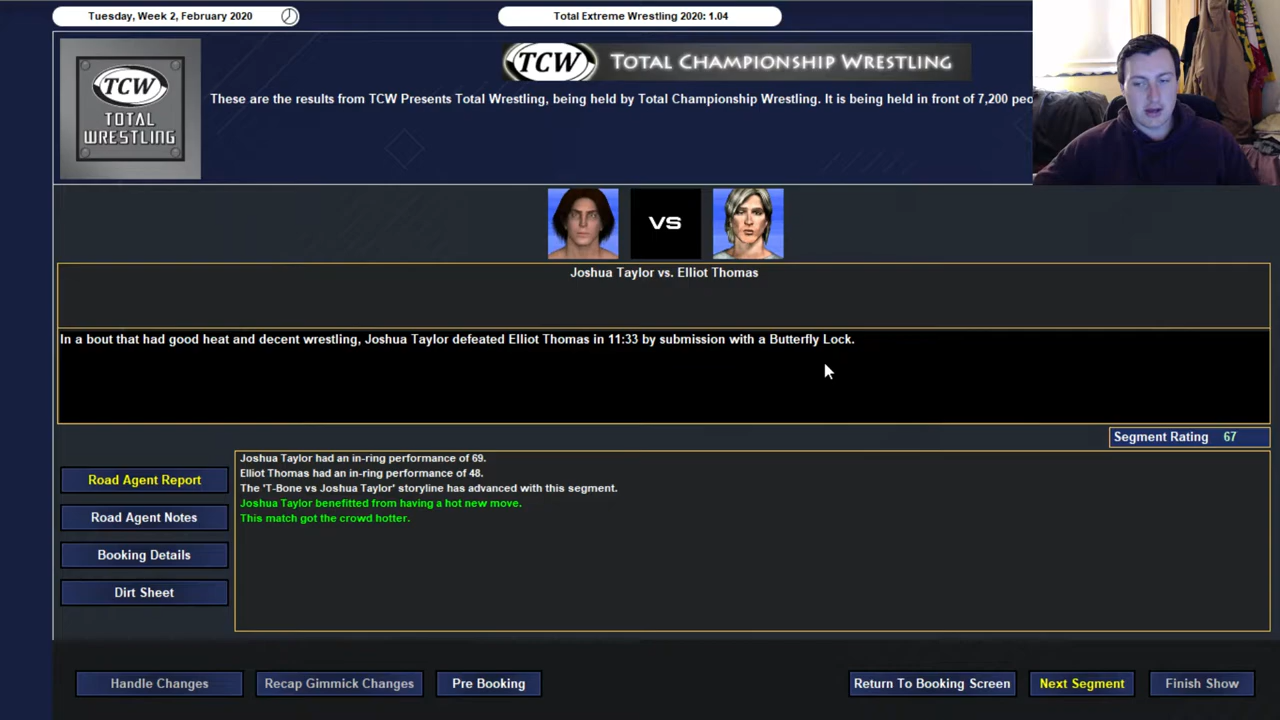 Tuesday, Week 2, February 2020
Total Extreme Wrestling 2020: 1.04
TCW
TOTAL
WRESTLING
TCW TOTAL CHAMPIONSHIP WRESTLING
These are the results from TCW Presents Total Wrestling, being held by Total Championship Wrestling. It is being held in front of 7,200 peo
VS
Joshua Taylor vs. Elliot Thomas
In a bout that had good heat and decent wrestling, Joshua Taylor defeated Elliot Thomas in 11:33 by submission with a Butterfly Lock.
Segment Rating 67
Road Agent Report
Road Agent Notes
Booking Details
Dirt Sheet
Joshua Taylor had an in-ring performance of 69.
Elliot Thomas had an in-ring performance of 48.
The 'T-Bone vs Joshua Taylor' storyline has advanced with this segment.
Joshua Taylor benefitted from having a hot new move.
This match got the crowd hotter.
Handle Changes
Recap Gimmick Changes
Pre Booking
Return To Booking Screen
Next Segment
Finish Show